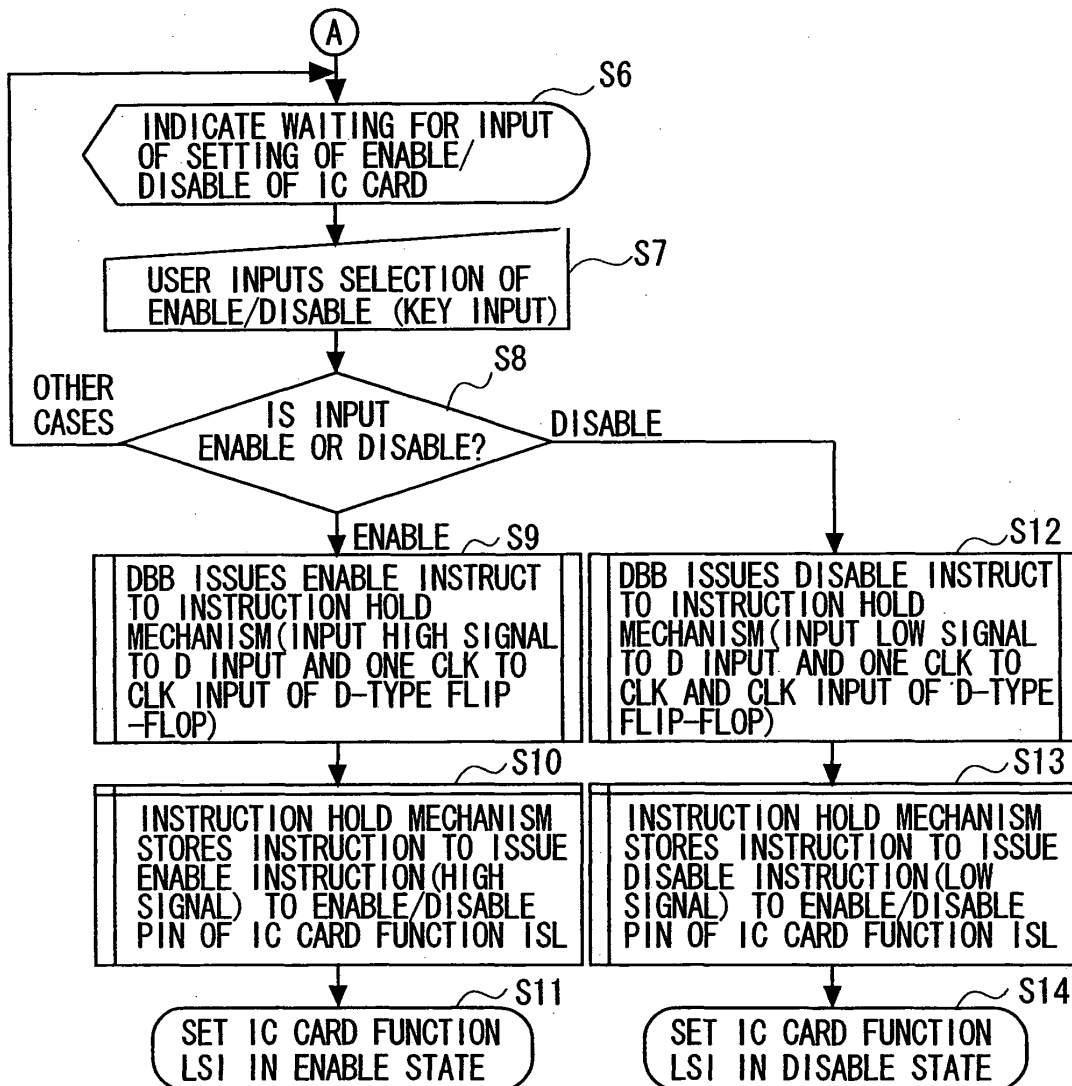 A
S6
INDICATE WAITING FOR INPUT
OF SETTING OF ENABLE/
DISABLE OF IC CARD
S7
USER INPUTS SELECTION OF
ENABLE/DISABLE (KEY INPUT)
S8
OTHER
CASES
IS INPUT
ENABLE OR DISABLE?
DISABLE
ENABLE
S9
DBB ISSUES ENABLE INSTRUCT
TO INSTRUCTION HOLD
MECHANISM(INPUT HIGH SIGNAL
TO D INPUT AND ONE CLK TO
CLK INPUT OF D-TYPE FLIP
-FLOP)
S12
DBB ISSUES DISABLE INSTRUCT
TO INSTRUCTION HOLD
MECHANISM(INPUT LOW SIGNAL
TO D INPUT AND ONE CLK TO
CLK AND CLK INPUT OF D-TYPE
FLIP-FLOP)
S10
INSTRUCTION HOLD MECHANISM
STORES INSTRUCTION TO ISSUE
ENABLE INSTRUCTION(HIGH
SIGNAL) TO ENABLE/DISABLE
PIN OF IC CARD FUNCTION ISL
S13
INSTRUCTION HOLD MECHANISM
STORES INSTRUCTION TO ISSUE
DISABLE INSTRUCTION(LOW
SIGNAL) TO ENABLE/DISABLE
PIN OF IC CARD FUNCTION ISL
S11
SET IC CARD FUNCTION
LSI IN ENABLE STATE
S14
SET IC CARD FUNCTION
LSI IN DISABLE STATE